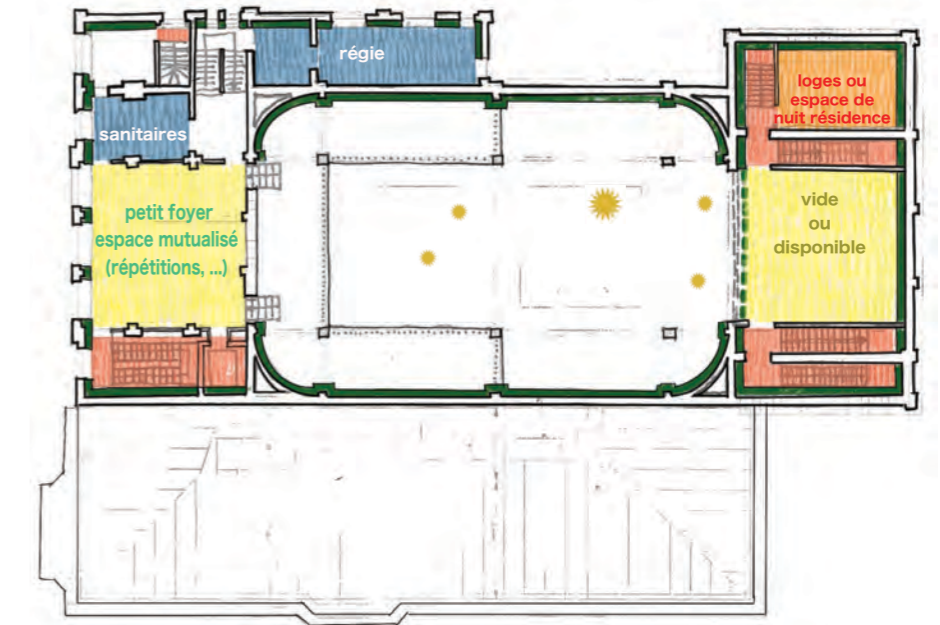 régie
sanitaires
petit foyer
espace mutualisé
(répétitions, ...)
loges ou
espace de
nuit résidence
vide
ou
disponible